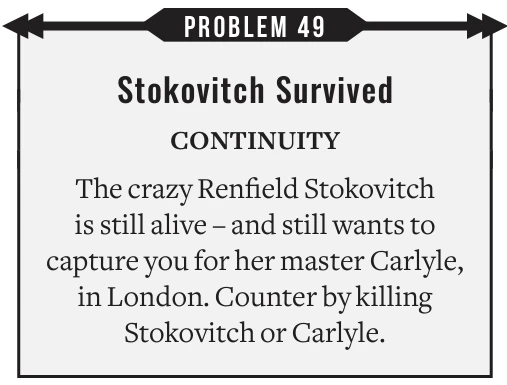 PROBLEM 49
Stokovitch Survived
CONTINUITY
The crazy Renfield Stokovitch
is still alive – and still wants to
capture you for her master Carlyle,
in London. Counter by killing
Stokovitch or Carlyle.